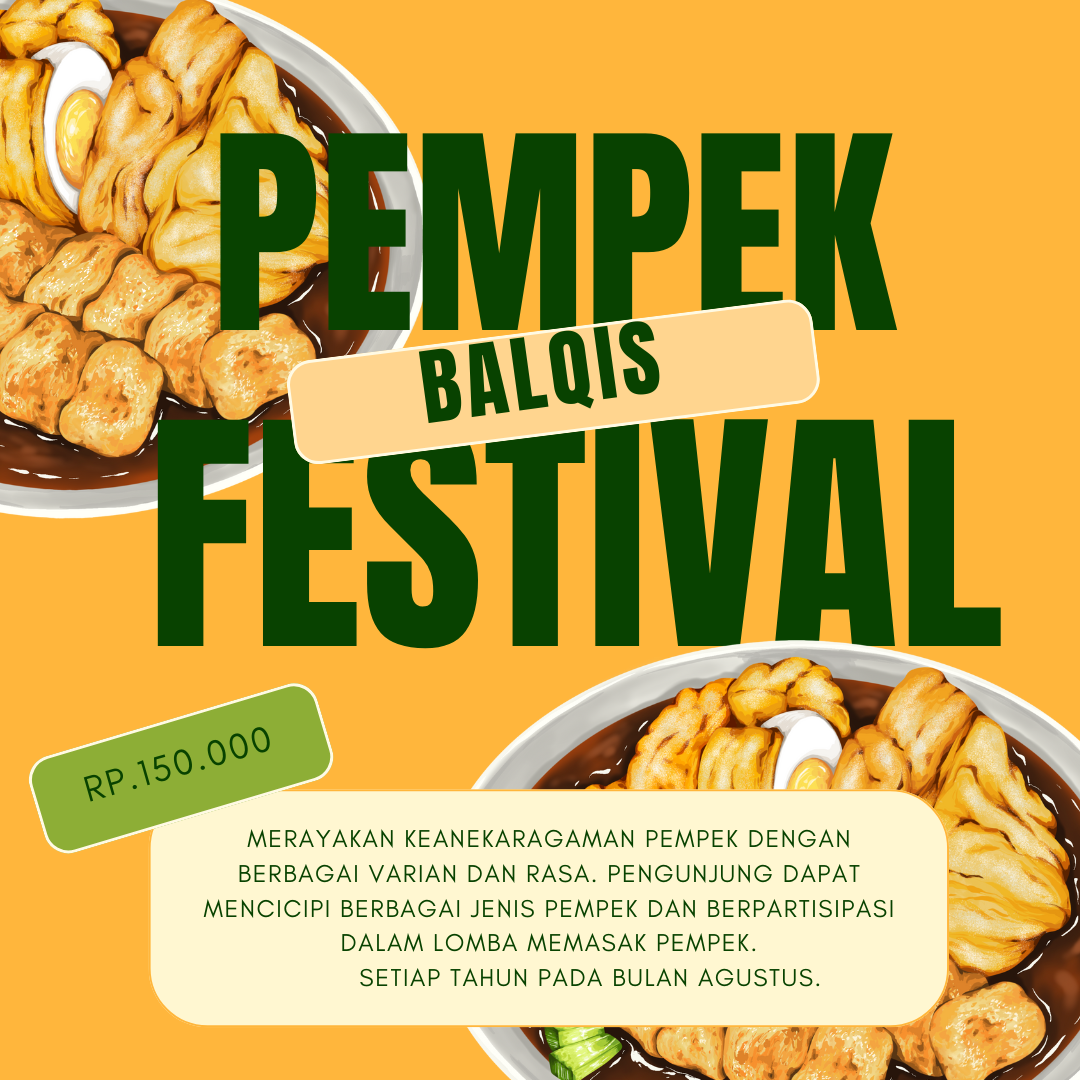 PEMPEK
BALQIS
FESTIVAL
RP.150.000
MERAYAKAN KEANEKARAGAMAN PEMPEK DENGAN
BERBAGAI VARIAN DAN RASA. PENGUNJUNG DAPAT
MENCICIPI BERBAGAI JENIS PEMPEK DAN BERPARTISIPASI
DALAM LOMBA MEMASAK PEMPEK.
SETIAP TAHUN PADA BULAN AGUSTUS.